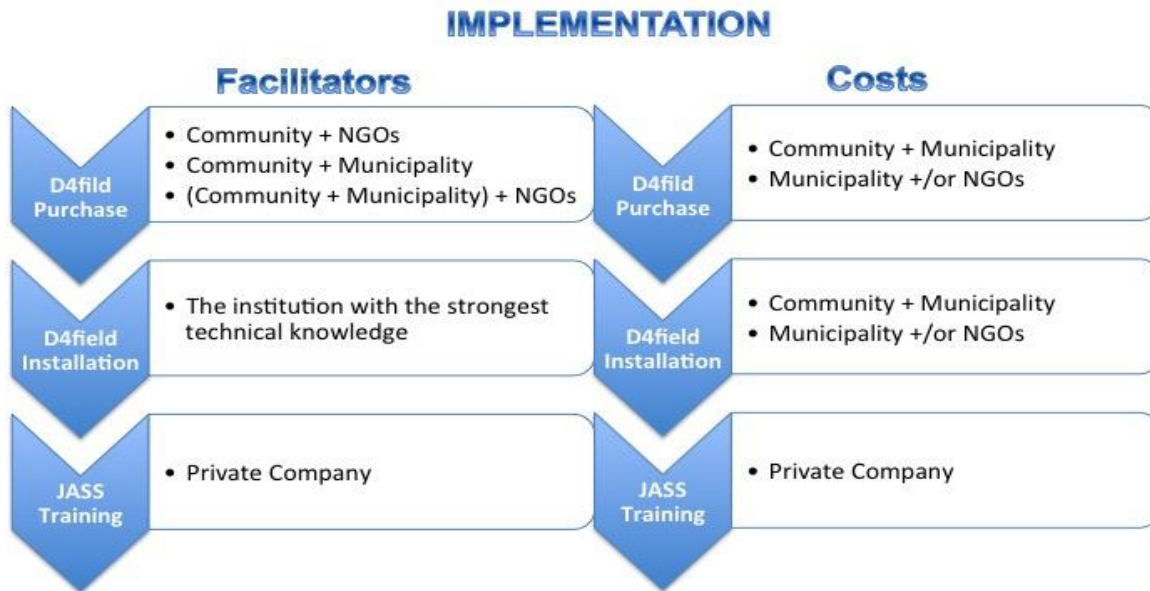 IMPLEMENTATION
Facilitators
D4fild
Purchase
• Community + NGOs
• Community + Municipality
• (Community + Municipality) + NGOs
D4field
Installation
• The institution with the strongest
technical knowledge
JASS
Training
• Private Company
Costs
D4fild
Purchase
• Community + Municipality
• Municipality +/or NGOs
D4field
Installation
• Community + Municipality
• Municipality +/or NGOs
JASS
Training
• Private Company